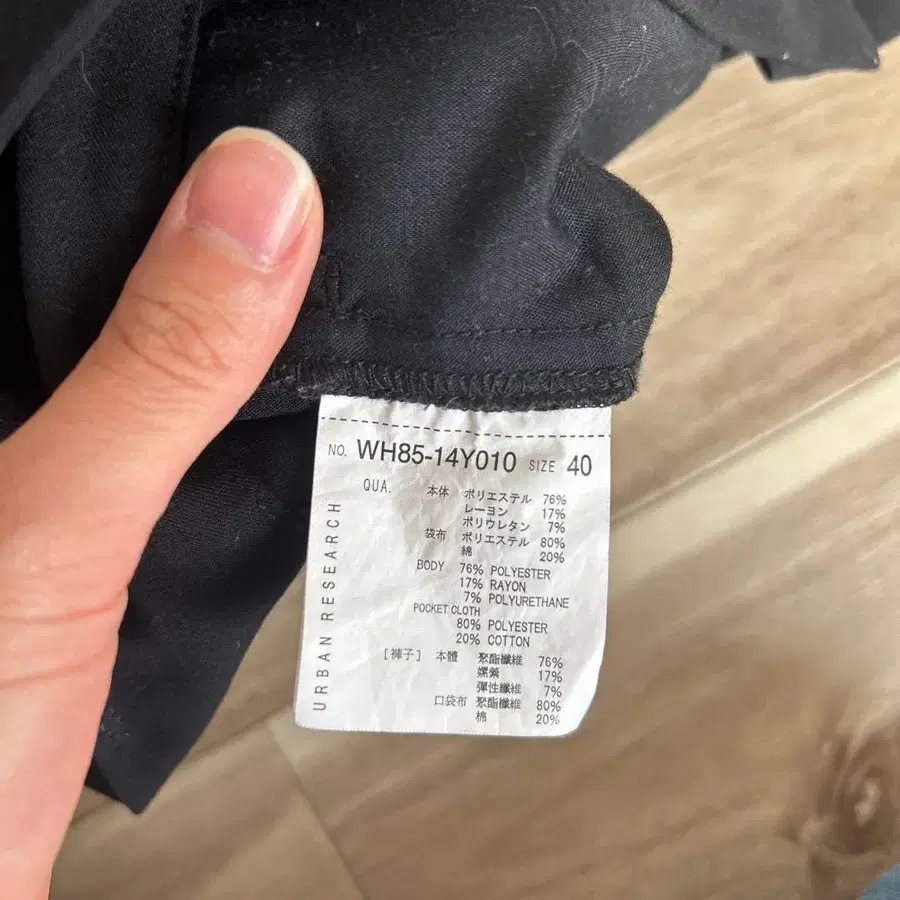 NO. WH85-14Y010 SIZE 40
QUA. 本体 ポリエステル 76%
レーヨン 17%
ポリウレタン 7%
袋布 ポリエステル 80%
綿 20%
BODY 76% POLYESTER
17% RAYON
7% POLYURETHANE
POCKET CLOTH
80% POLYESTER
20% COTTON
[褲子] 本體 聚酯纖維 76%
嫘縈 17%
彈性纖維 7%
口袋布 聚酯纖維 80%
棉 20%
URBAN RESEARCH